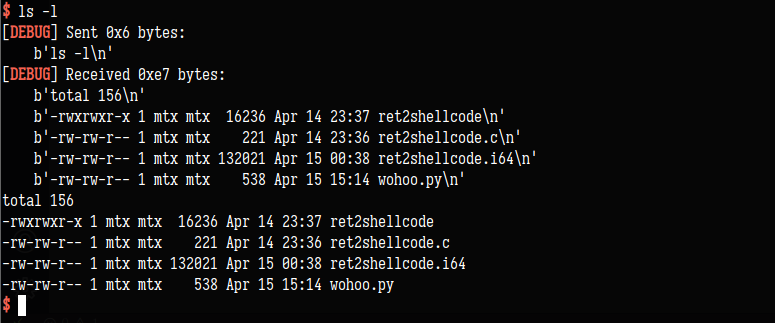 $ ls -l
[DEBUG] Sent 0x6 bytes:
    b'ls -l\n'
[DEBUG] Received 0xe7 bytes:
    b'total 156\n'
    b'-rwxrwxr-x 1 mtx mtx  16236 Apr 14 23:37 ret2shellcode\n'
    b'-rw-rw-r-- 1 mtx mtx    221 Apr 14 23:36 ret2shellcode.c\n'
    b'-rw-rw-r-- 1 mtx mtx 132021 Apr 15 00:38 ret2shellcode.i64\n'
    b'-rw-rw-r-- 1 mtx mtx    538 Apr 15 15:14 wohoo.py\n'
total 156
-rwxrwxr-x 1 mtx mtx  16236 Apr 14 23:37 ret2shellcode
-rw-rw-r-- 1 mtx mtx    221 Apr 14 23:36 ret2shellcode.c
-rw-rw-r-- 1 mtx mtx 132021 Apr 15 00:38 ret2shellcode.i64
-rw-rw-r-- 1 mtx mtx    538 Apr 15 15:14 wohoo.py
$